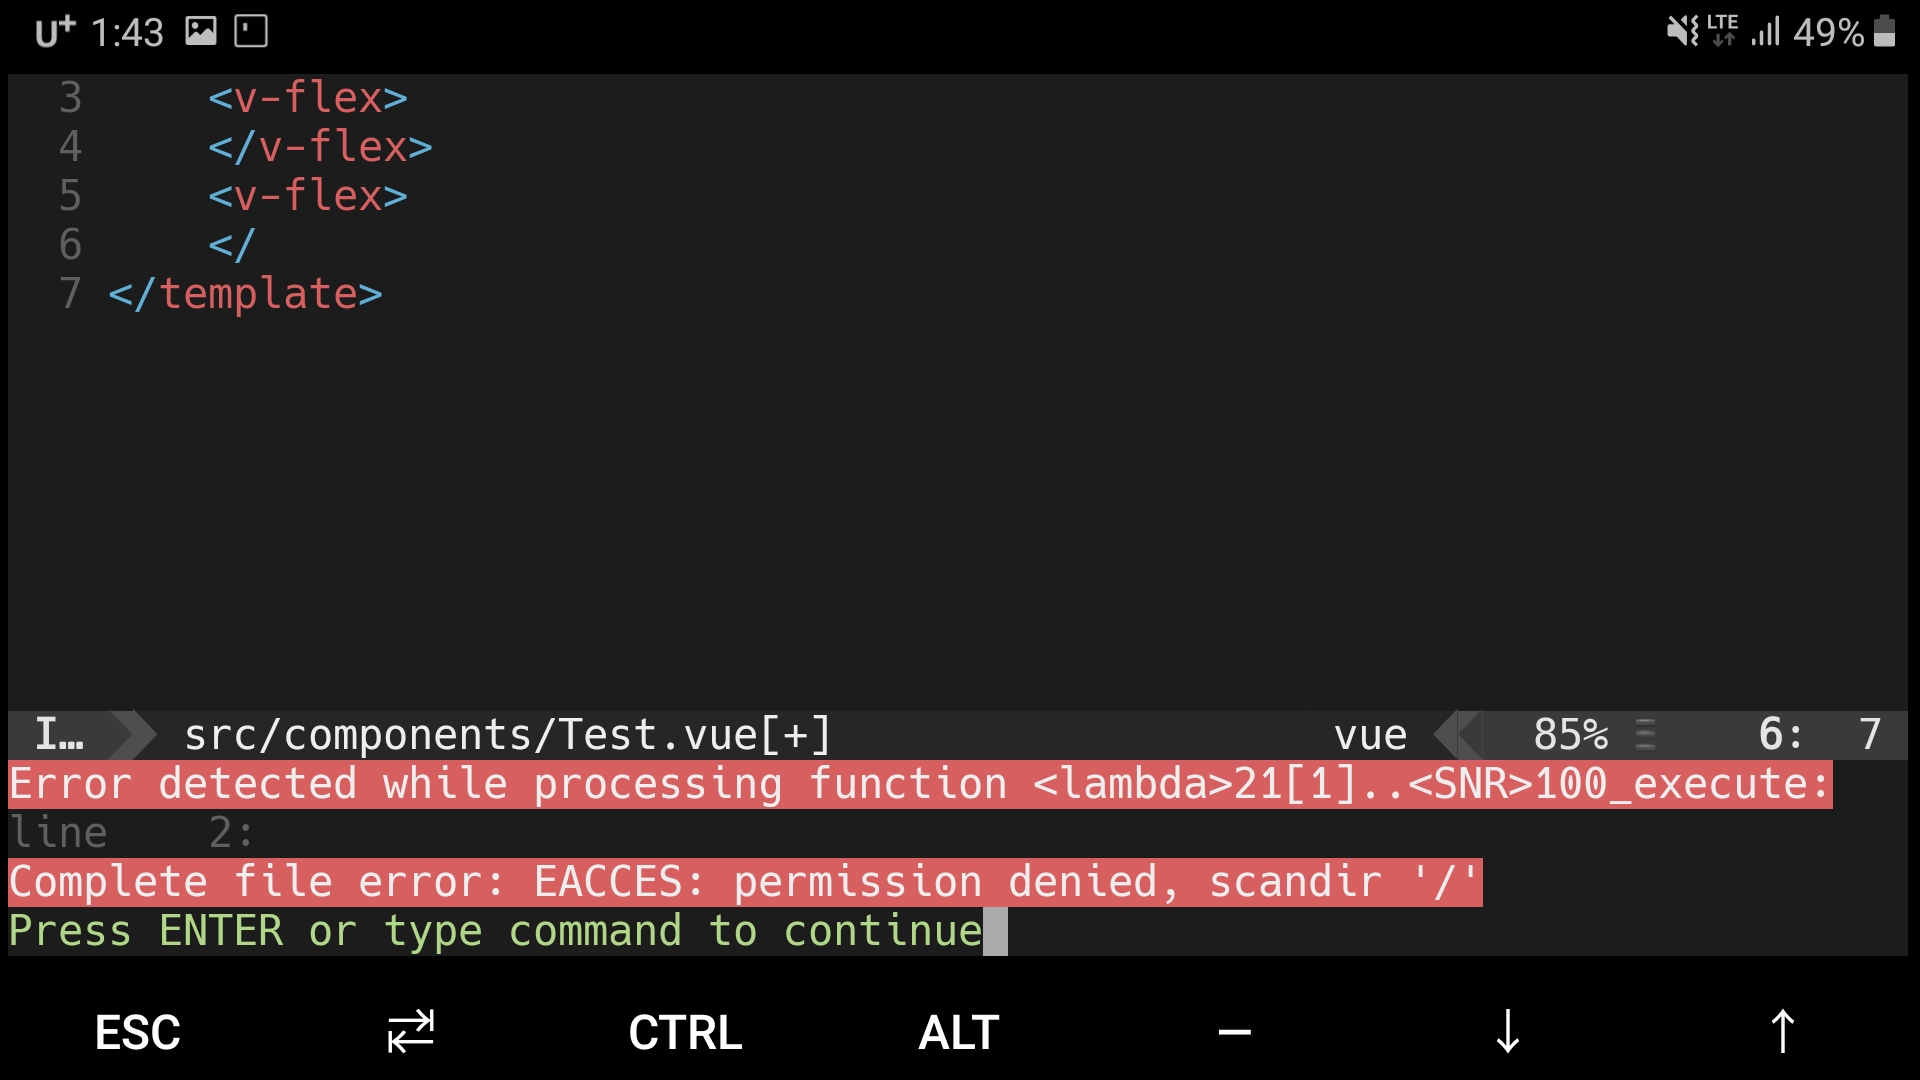 U+ 1:43 LTE 49%
3 <v-flex>
4 </v-flex>
5 <v-flex>
6 </
7 </template>
I… src/components/Test.vue[+] vue 85% 6: 7
Error detected while processing function <lambda>21[1]..<SNR>100_execute:
line 2:
Complete file error: EACCES: permission denied, scandir '/'
Press ENTER or type command to continue
ESC CTRL ALT — ↓ ↑